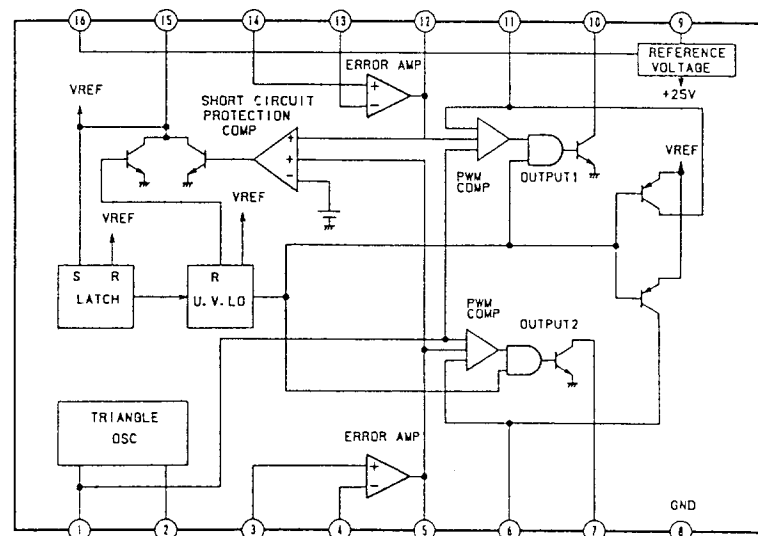 16 15 14 13 12 11 10 9
ERROR AMP
REFERENCE
VOLTAGE
+25V
VREF
SHORT CIRCUIT
PROTECTION
COMP
+
−
+
+
−
PWM
COMP
OUTPUT1
VREF
VREF
VREF
S R
LATCH
R
U.V.LO
PWM
COMP
OUTPUT2
TRIANGLE
OSC
ERROR AMP
+
−
GND
1 2 3 4 5 6 7 8